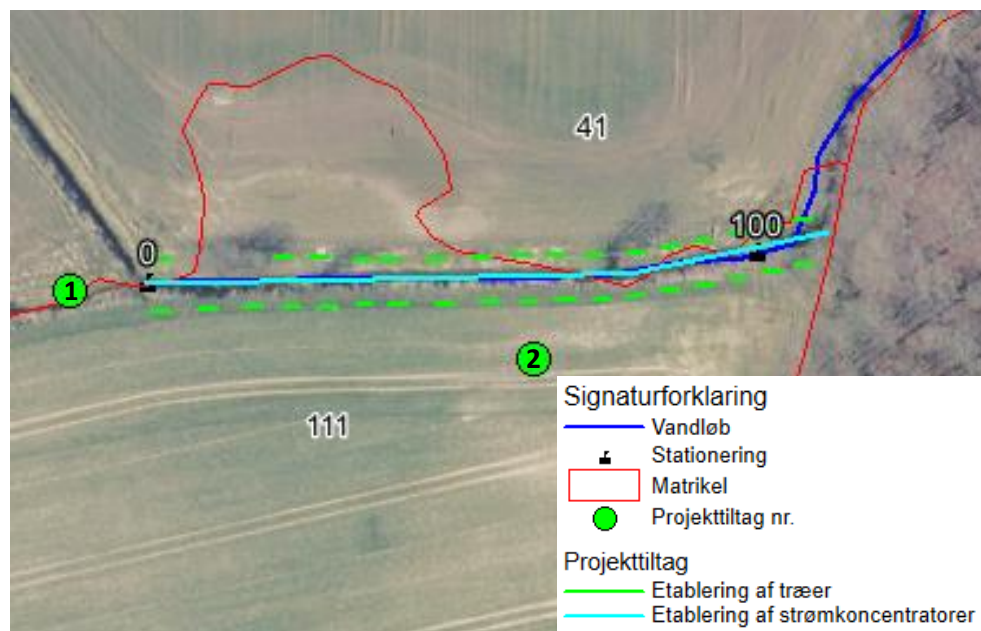 41
100
0
1
2
111
Signaturforklaring
Vandløb
Stationering
Matrikel
Projekttiltag nr.
Projekttiltag
Etablering af træer
Etablering af strømkoncentratorer